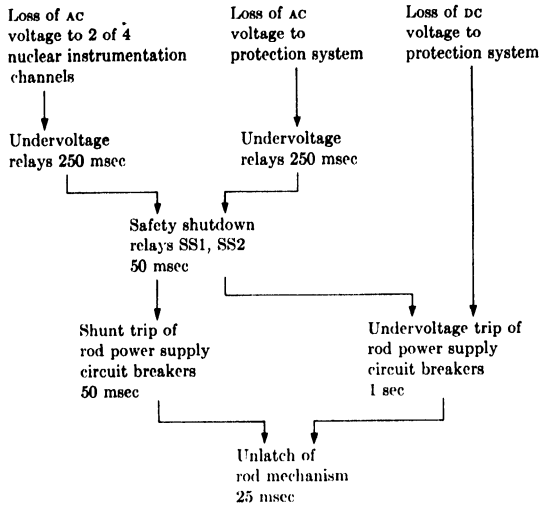 Loss of AC
voltage to 2 of 4
nuclear instrumentation
channels
Loss of AC
voltage to
protection system
Loss of DC
voltage to
protection system
Undervoltage
relays 250 msec
Undervoltage
relays 250 msec
Safety shutdown
relays SS1, SS2
50 msec
Shunt trip of
rod power supply
circuit breakers
50 msec
Undervoltage trip of
rod power supply
circuit breakers
1 sec
Unlatch of
rod mechanism
25 msec